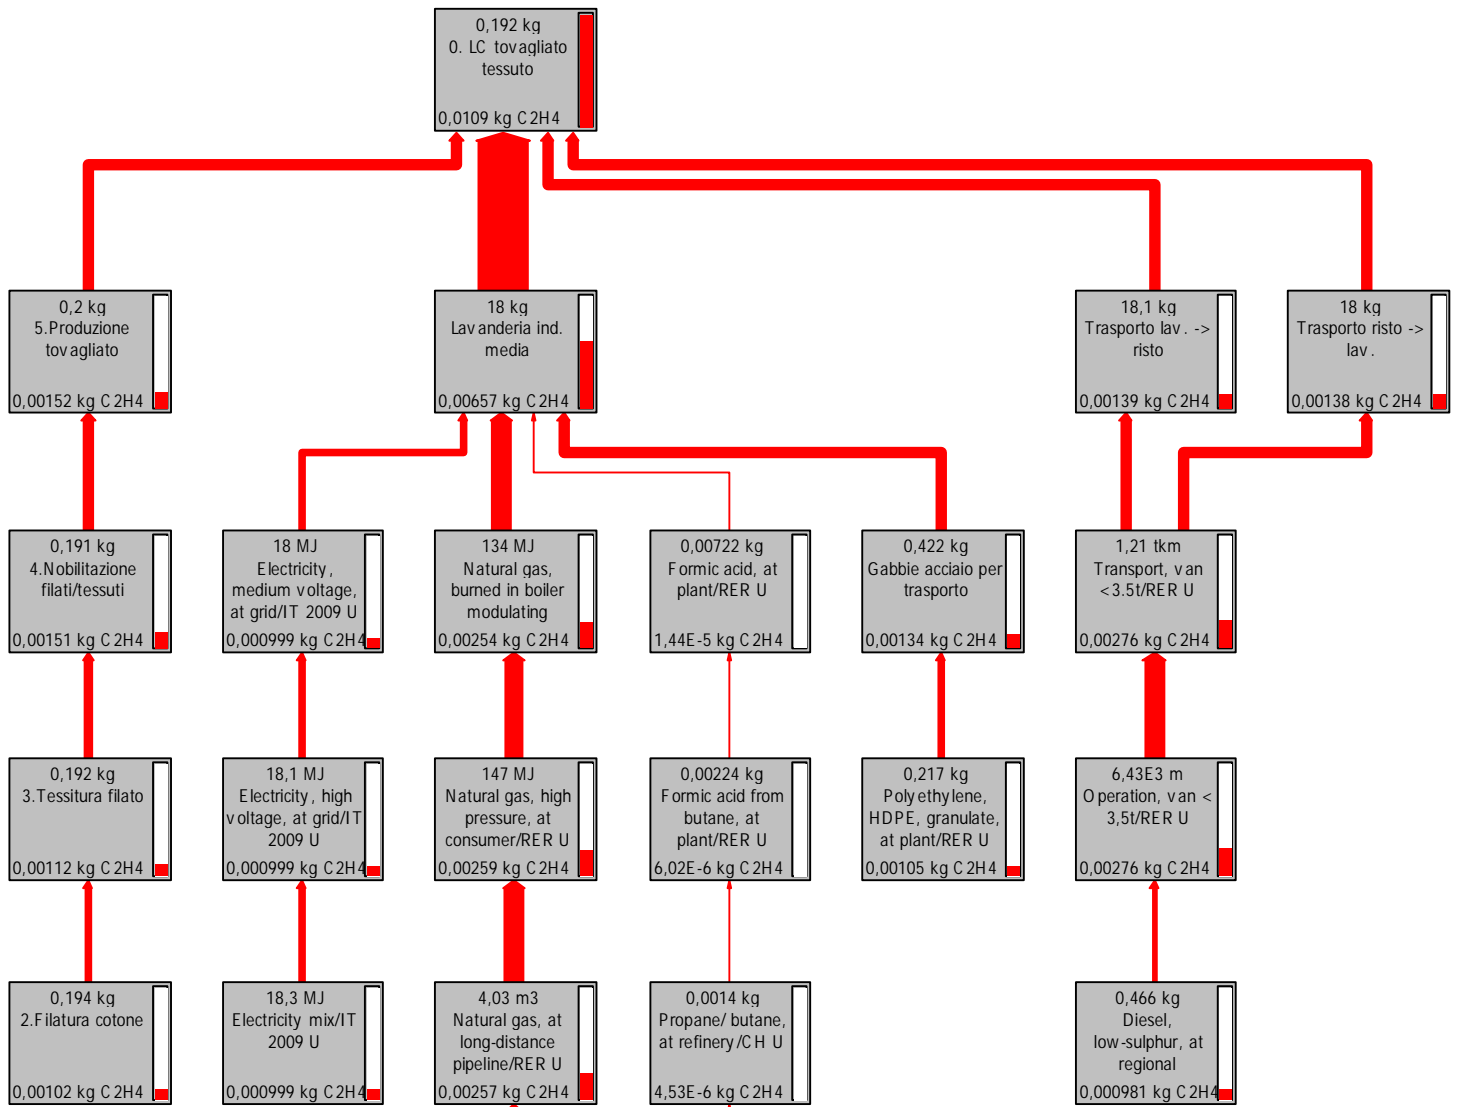 0,192 kg
0. LC tovagliato
tessuto
0,0109 kg C2H4
0,2 kg
5.Produzione
tovagliato
0,00152 kg C2H4
18 kg
Lavanderia ind.
media
0,00657 kg C2H4
18,1 kg
Trasporto lav. ->
risto
0,00139 kg C2H4
18 kg
Trasporto risto ->
lav.
0,00138 kg C2H4
0,191 kg
4.Nobilitazione
filati/tessuti
0,00151 kg C2H4
18 MJ
Electricity,
medium voltage,
at grid/IT 2009 U
0,000999 kg C2H4
134 MJ
Natural gas,
burned in boiler
modulating
0,00254 kg C2H4
0,00722 kg
Formic acid, at
plant/RER U
1,44E-5 kg C2H4
0,422 kg
Gabbie acciaio per
trasporto
0,00134 kg C2H4
1,21 tkm
Transport, van
<3.5t/RER U
0,00276 kg C2H4
0,192 kg
3.Tessitura filato
0,00112 kg C2H4
18,1 MJ
Electricity, high
voltage, at grid/IT
2009 U
0,000999 kg C2H4
147 MJ
Natural gas, high
pressure, at
consumer/RER U
0,00259 kg C2H4
0,00224 kg
Formic acid from
butane, at
plant/RER U
6,02E-6 kg C2H4
0,217 kg
Polyethylene,
HDPE, granulate,
at plant/RER U
0,00105 kg C2H4
6,43E3 m
Operation, van <
3,5t/RER U
0,00276 kg C2H4
0,194 kg
2.Filatura cotone
0,00102 kg C2H4
18,3 MJ
Electricity mix/IT
2009 U
0,000999 kg C2H4
4,03 m3
Natural gas, at
long-distance
pipeline/RER U
0,00257 kg C2H4
0,0014 kg
Propane/ butane,
at refinery/CH U
4,53E-6 kg C2H4
0,466 kg
Diesel,
low-sulphur, at
regional
0,000981 kg C2H4